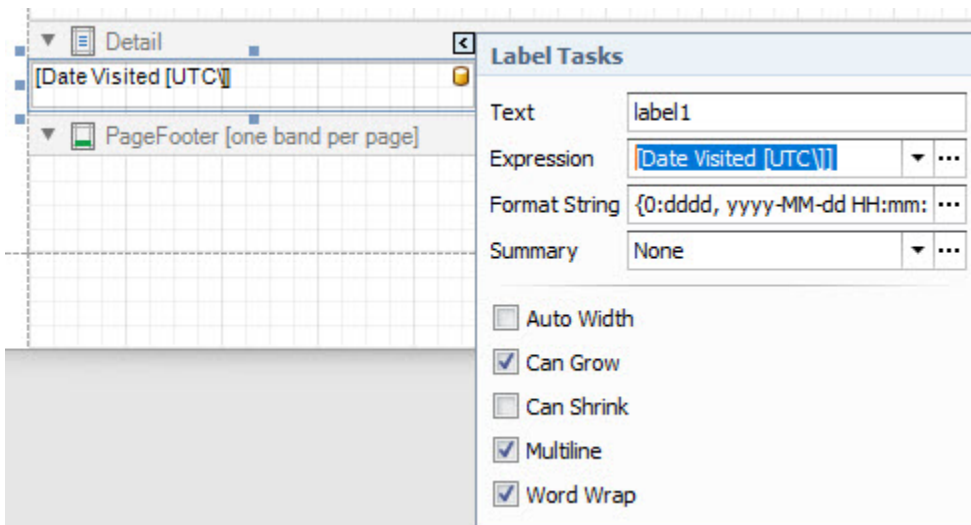 Detail
[Date Visited [UTC\]]
PageFooter [one band per page]
Label Tasks
Text label1
Expression [Date Visited [UTC\]]
Format String {0:dddd, yyyy-MM-dd HH:mm:
Summary None
Auto Width
Can Grow
Can Shrink
Multiline
Word Wrap